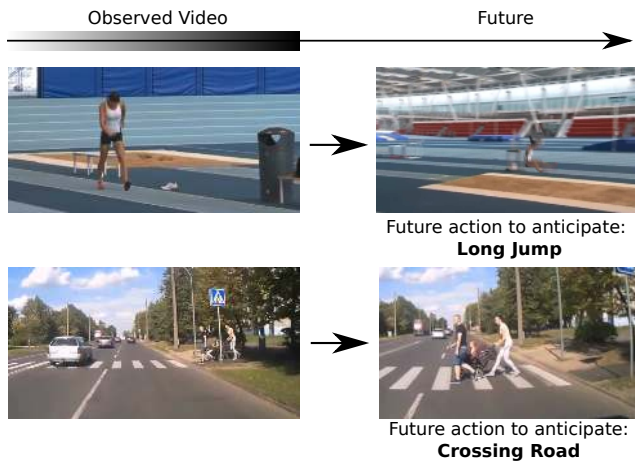 Observed Video
Future
Future action to anticipate:
Long Jump
Future action to anticipate:
Crossing Road